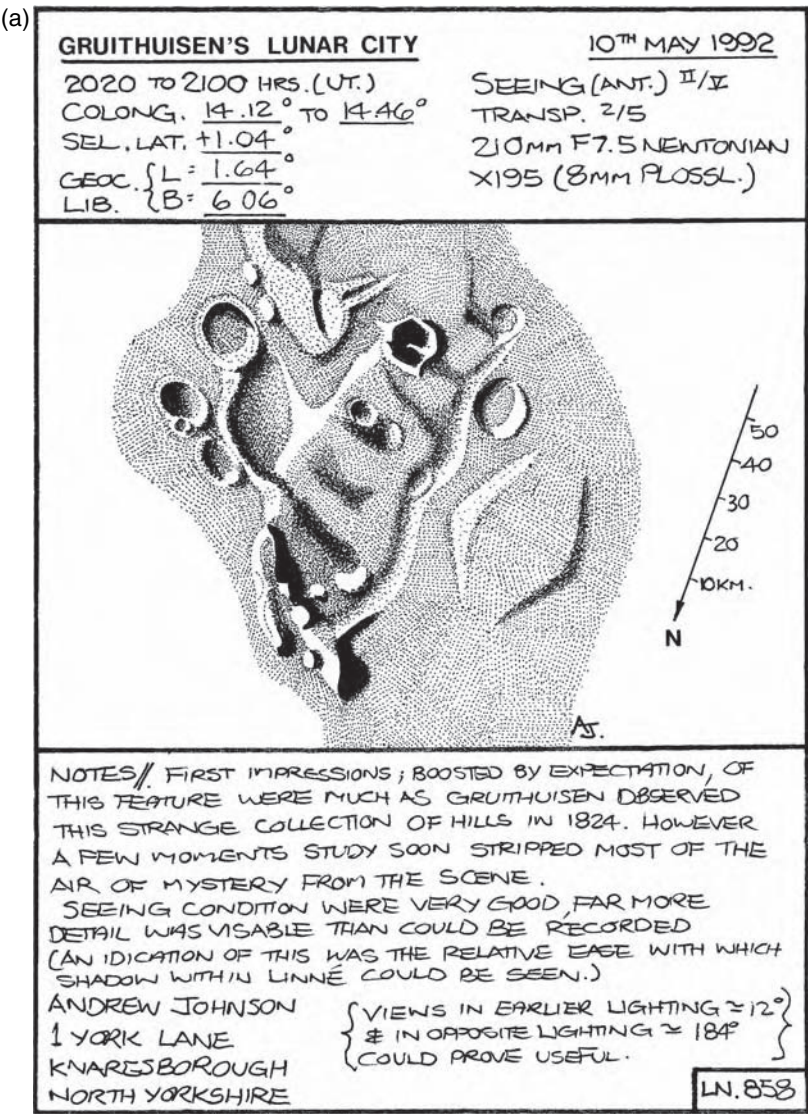 (a)
GRUITHUISEN'S LUNAR CITY
10TH MAY 1992
2020 TO 2100 HRS. (UT.)
COLONG. 14.12° TO 14.46°
SEL. LAT. +1.04°
GEOC. LIB. { L = 1.64°
B = 6 06°
SEEING (ANT.) II/V
TRANSP. 2/5
210MM F7.5 NEWTONIAN
X195 (8MM PLOSSL.)
50
40
30
20
10KM.
N
AJ.
NOTES// FIRST IMPRESSIONS; BOOSTED BY EXPECTATION, OF
THIS FEATURE WERE MUCH AS GRUITHUISEN OBSERVED
THIS STRANGE COLLECTION OF HILLS IN 1824. HOWEVER
A FEW MOMENTS STUDY SOON STRIPPED MOST OF THE
AIR OF MYSTERY FROM THE SCENE.
SEEING CONDITION WERE VERY GOOD, FAR MORE
DETAIL WAS VISABLE THAN COULD BE RECORDED
(AN IDICATION OF THIS WAS THE RELATIVE EASE WITH WHICH
SHADOW WITHIN LINNÉ COULD BE SEEN.)
ANDREW JOHNSON
1 YORK LANE
KNARESBOROUGH
NORTH YORKSHIRE
{ VIEWS IN EARLIER LIGHTING ≃ 12° }
& IN OPPOSITE LIGHTING ≃ 184°
COULD PROVE USEFUL.
LN. 858